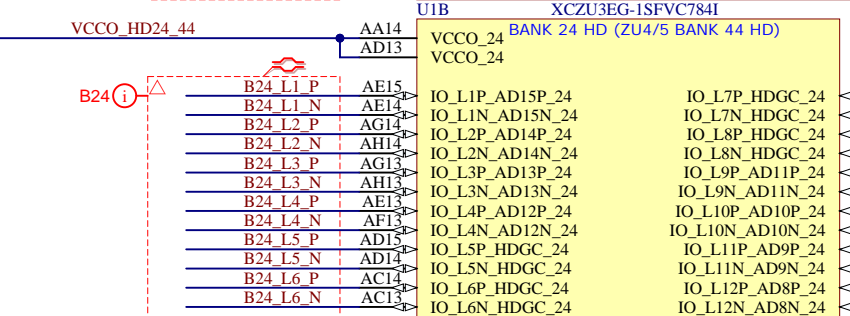 U1B XCZU3EG-1SFVC784I
VCCO_HD24_44 AA14 VCCO_24 BANK 24 HD (ZU4/5 BANK 44 HD)
AD13 VCCO_24
B24 i
B24_L1_P AE15 IO_L1P_AD15P_24 IO_L7P_HDGC_24
B24_L1_N AE14 IO_L1N_AD15N_24 IO_L7N_HDGC_24
B24_L2_P AG14 IO_L2P_AD14P_24 IO_L8P_HDGC_24
B24_L2_N AH14 IO_L2N_AD14N_24 IO_L8N_HDGC_24
B24_L3_P AG13 IO_L3P_AD13P_24 IO_L9P_AD11P_24
B24_L3_N AH13 IO_L3N_AD13N_24 IO_L9N_AD11N_24
B24_L4_P AE13 IO_L4P_AD12P_24 IO_L10P_AD10P_24
B24_L4_N AF13 IO_L4N_AD12N_24 IO_L10N_AD10N_24
B24_L5_P AD15 IO_L5P_HDGC_24 IO_L11P_AD9P_24
B24_L5_N AD14 IO_L5N_HDGC_24 IO_L11N_AD9N_24
B24_L6_P AC14 IO_L6P_HDGC_24 IO_L12P_AD8P_24
B24_L6_N AC13 IO_L6N_HDGC_24 IO_L12N_AD8N_24